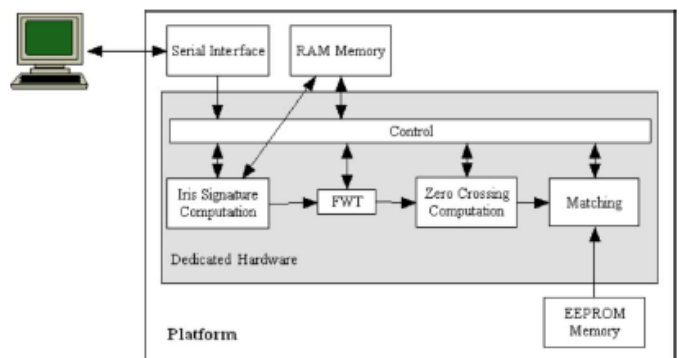 Serial Interface
RAM Memory
Control
Iris Signature
Computation
FWT
Zero Crossing
Computation
Matching
Dedicated Hardware
EEPROM
Memory
Platform